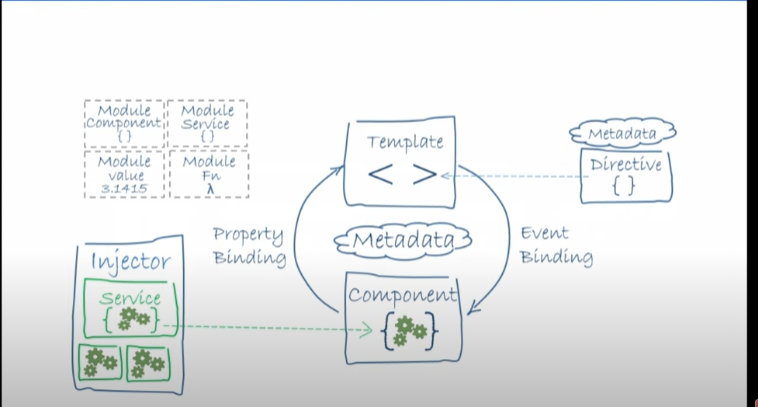 Module
Component
{}
Module
Service
{}
Module
value
3.1415
Module
Fn
λ
Template
< >
Metadata
Directive
{ }
Property
Binding
Metadata
Event
Binding
Injector
Service
{ }
Component
{ }